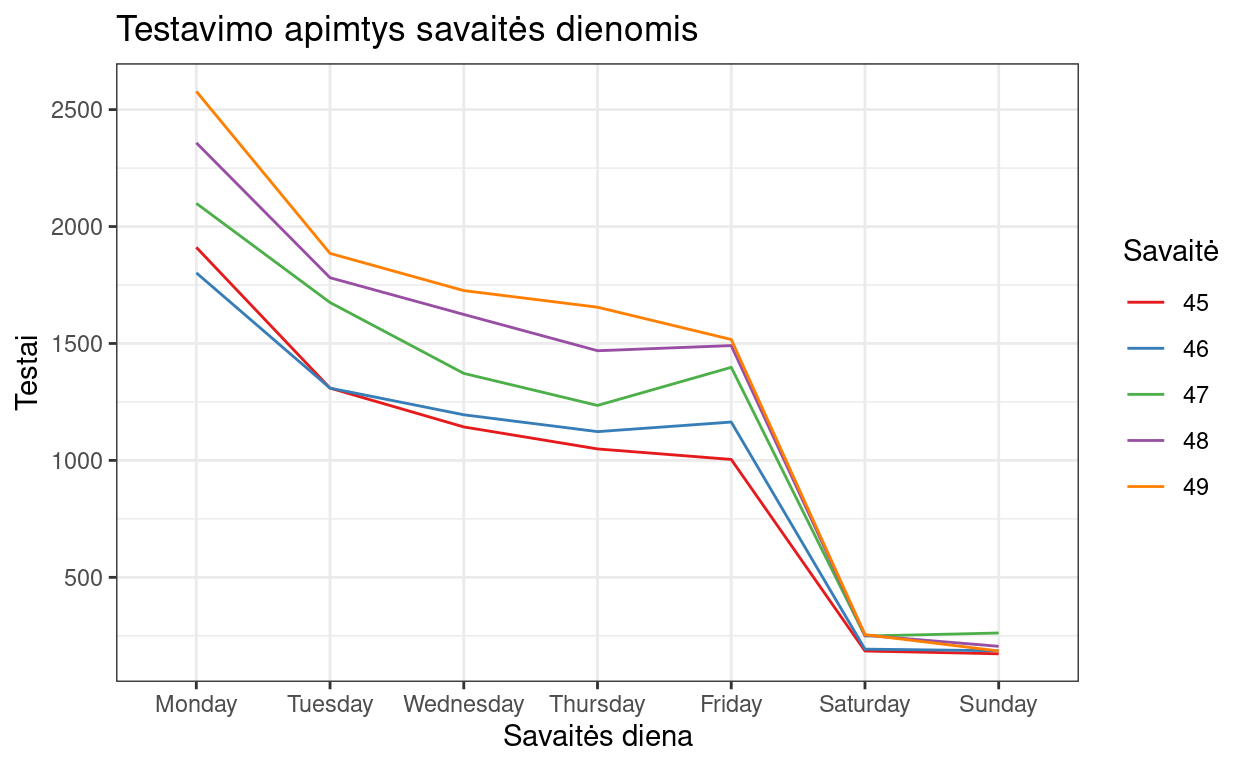 Testavimo apimtys savaitės dienomis
Testai
2500
2000
1500
1000
500
Monday Tuesday Wednesday Thursday Friday Saturday Sunday
Savaitės diena
Savaitė
45
46
47
48
49